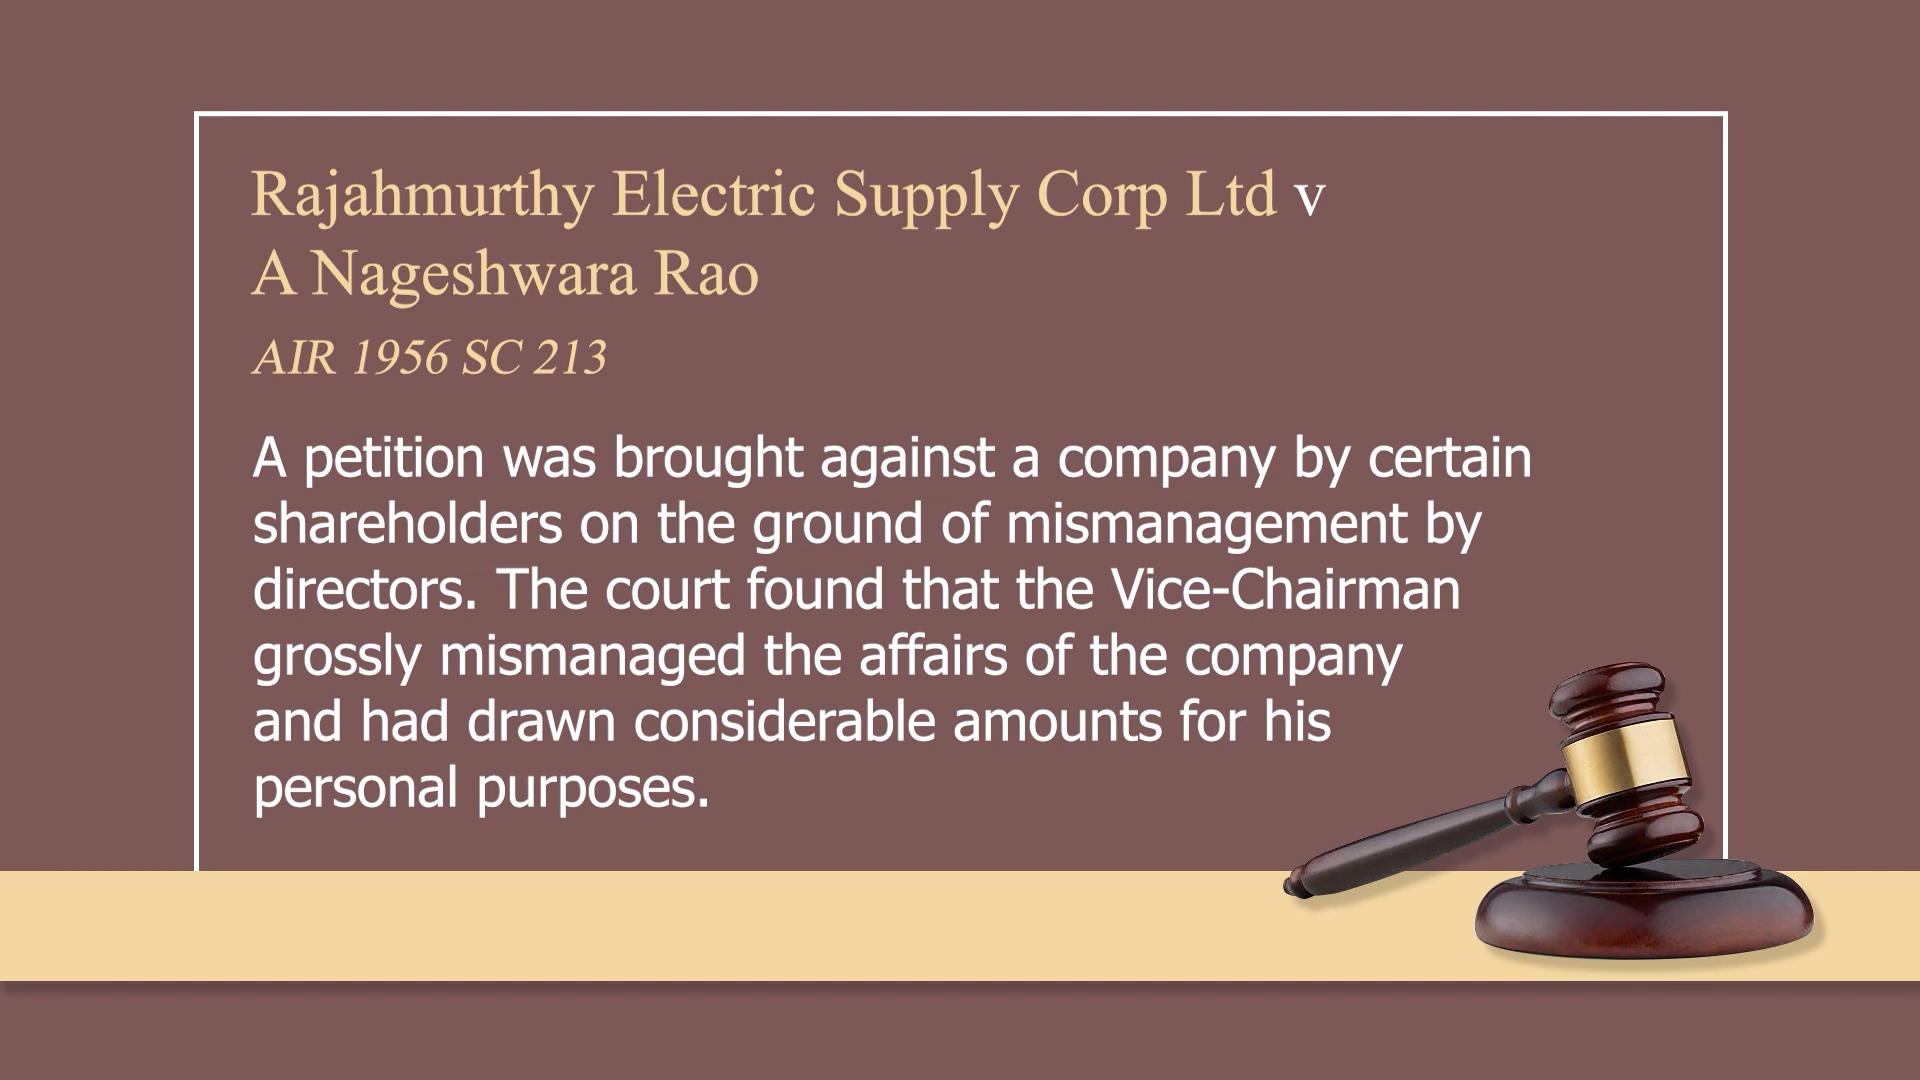 Rajahmurthy Electric Supply Corp Ltd v
A Nageshwara Rao
AIR 1956 SC 213
A petition was brought against a company by certain
shareholders on the ground of mismanagement by
directors. The court found that the Vice-Chairman
grossly mismanaged the affairs of the company
and had drawn considerable amounts for his
personal purposes.